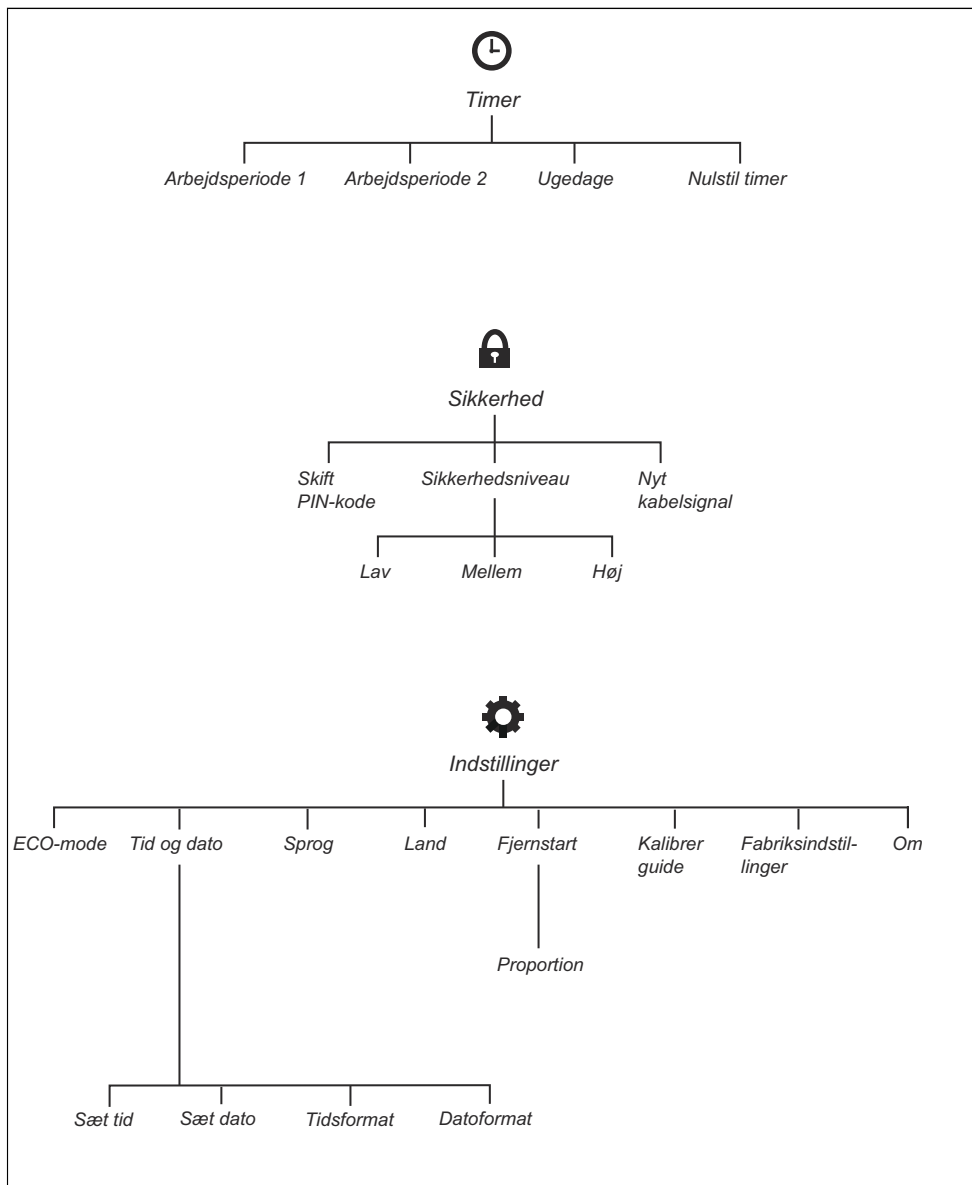 Timer
Arbejdsperiode 1
Arbejdsperiode 2
Ugedage
Nulstil timer
Sikkerhed
Skift
PIN-kode
Sikkerhedsniveau
Nyt
kabelsignal
Lav
Mellem
Høj
Indstillinger
ECO-mode
Tid og dato
Sprog
Land
Fjernstart
Kalibrer
guide
Fabriksindstil-
linger
Om
Proportion
Sæt tid
Sæt dato
Tidsformat
Datoformat